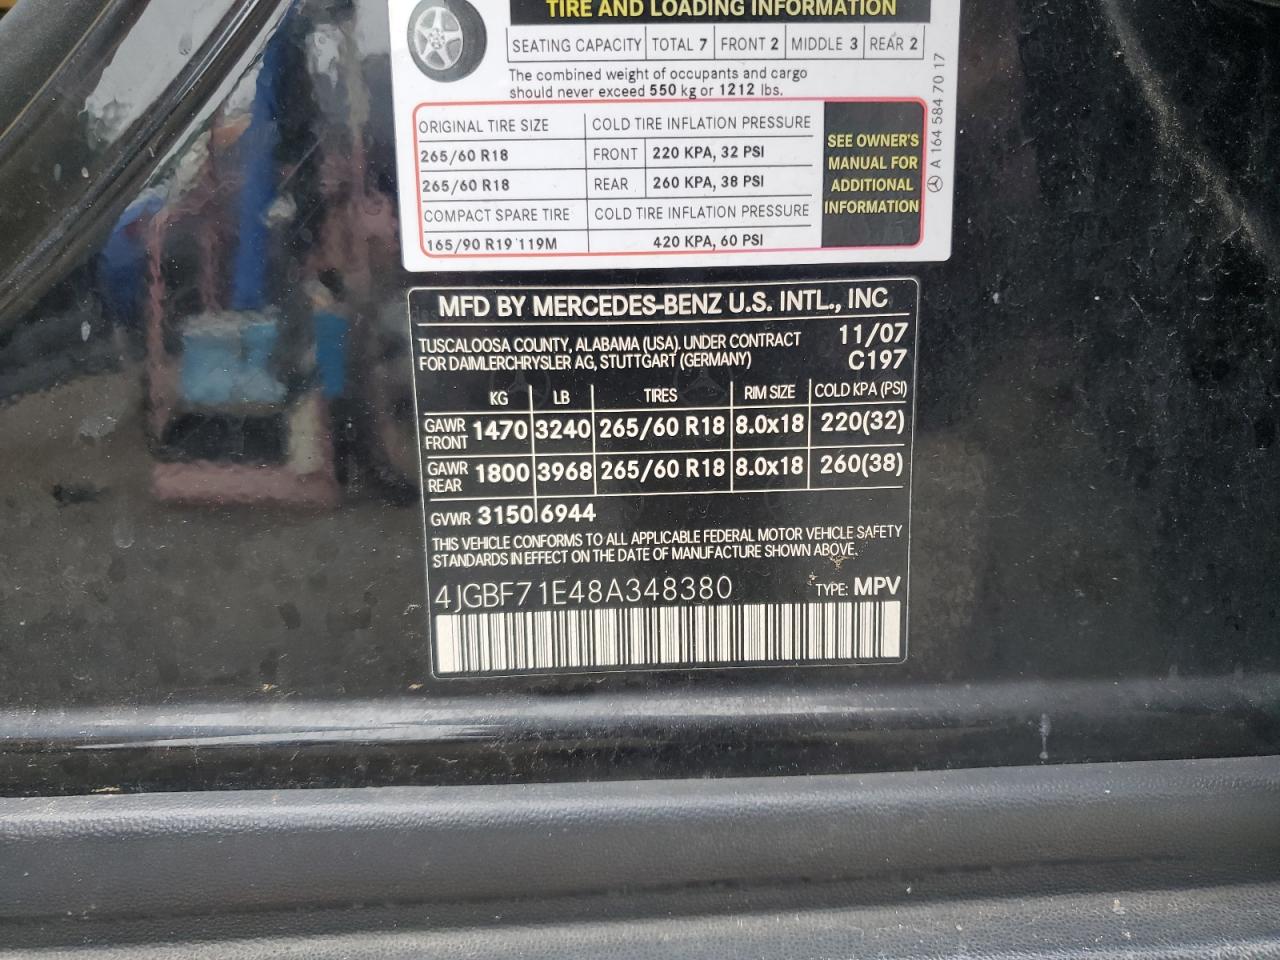 TIRE AND LOADING INFORMATION
SEATING CAPACITY TOTAL 7 FRONT 2 MIDDLE 3 REAR 2
The combined weight of occupants and cargo
should never exceed 550 kg or 1212 lbs.
ORIGINAL TIRE SIZE COLD TIRE INFLATION PRESSURE
265/60 R18 FRONT 220 KPA, 32 PSI
265/60 R18 REAR 260 KPA, 38 PSI
COMPACT SPARE TIRE COLD TIRE INFLATION PRESSURE
165/90 R19 119M 420 KPA, 60 PSI
SEE OWNER'S
MANUAL FOR
ADDITIONAL
INFORMATION
A 164 584 70 17
MFD BY MERCEDES-BENZ U.S. INTL., INC
TUSCALOOSA COUNTY, ALABAMA (USA). UNDER CONTRACT 11/07
FOR DAIMLERCHRYSLER AG, STUTTGART (GERMANY) C197
KG LB TIRES RIM SIZE COLD KPA (PSI)
GAWR FRONT 1470 3240 265/60 R18 8.0x18 220(32)
GAWR REAR 1800 3968 265/60 R18 8.0x18 260(38)
GVWR 3150 6944
THIS VEHICLE CONFORMS TO ALL APPLICABLE FEDERAL MOTOR VEHICLE SAFETY
STANDARDS IN EFFECT ON THE DATE OF MANUFACTURE SHOWN ABOVE.
4JGBF71E48A348380 TYPE: MPV